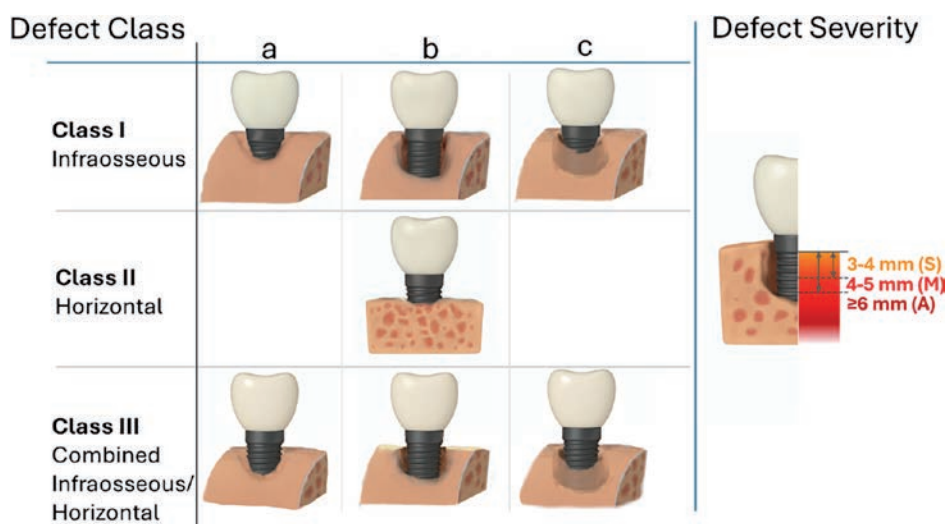 Defect Class
Defect Severity
a
b
c
Class I
Infraosseous
Class II
Horizontal
Class III
Combined
Infraosseous/
Horizontal
3-4 mm (S)
4-5 mm (M)
≥6 mm (A)